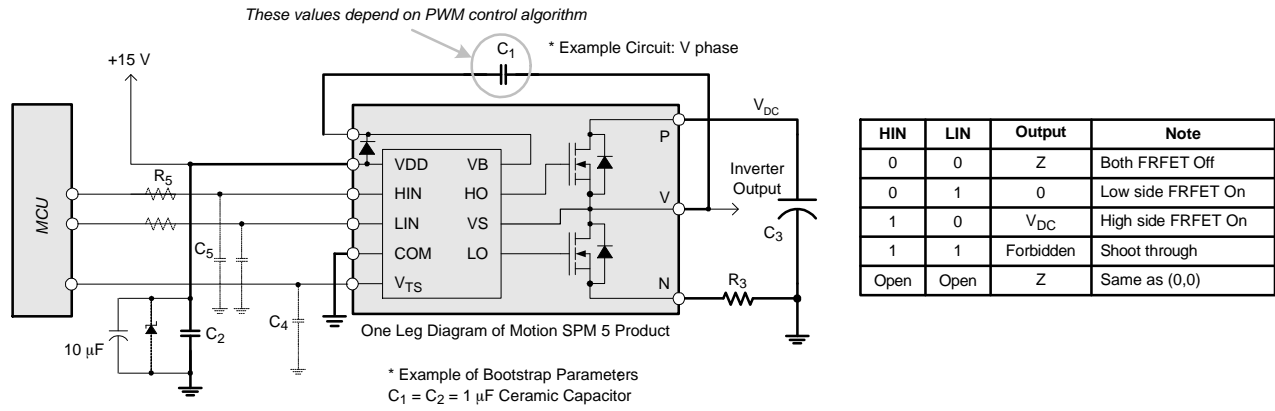 These values depend on PWM control algorithm
C1
* Example Circuit: V phase
+15 V
MCU
R5
C5
10 μF
C2
C4
VDD
HIN
LIN
COM
VTS
VB
HO
VS
LO
P
V
N
VDC
Inverter
Output
C3
R3
One Leg Diagram of Motion SPM 5 Product
* Example of Bootstrap Parameters
C1 = C2 = 1 μF Ceramic Capacitor
HIN LIN Output Note
0 0 Z Both FRFET Off
0 1 0 Low side FRFET On
1 0 VDC High side FRFET On
1 1 Forbidden Shoot through
Open Open Z Same as (0,0)